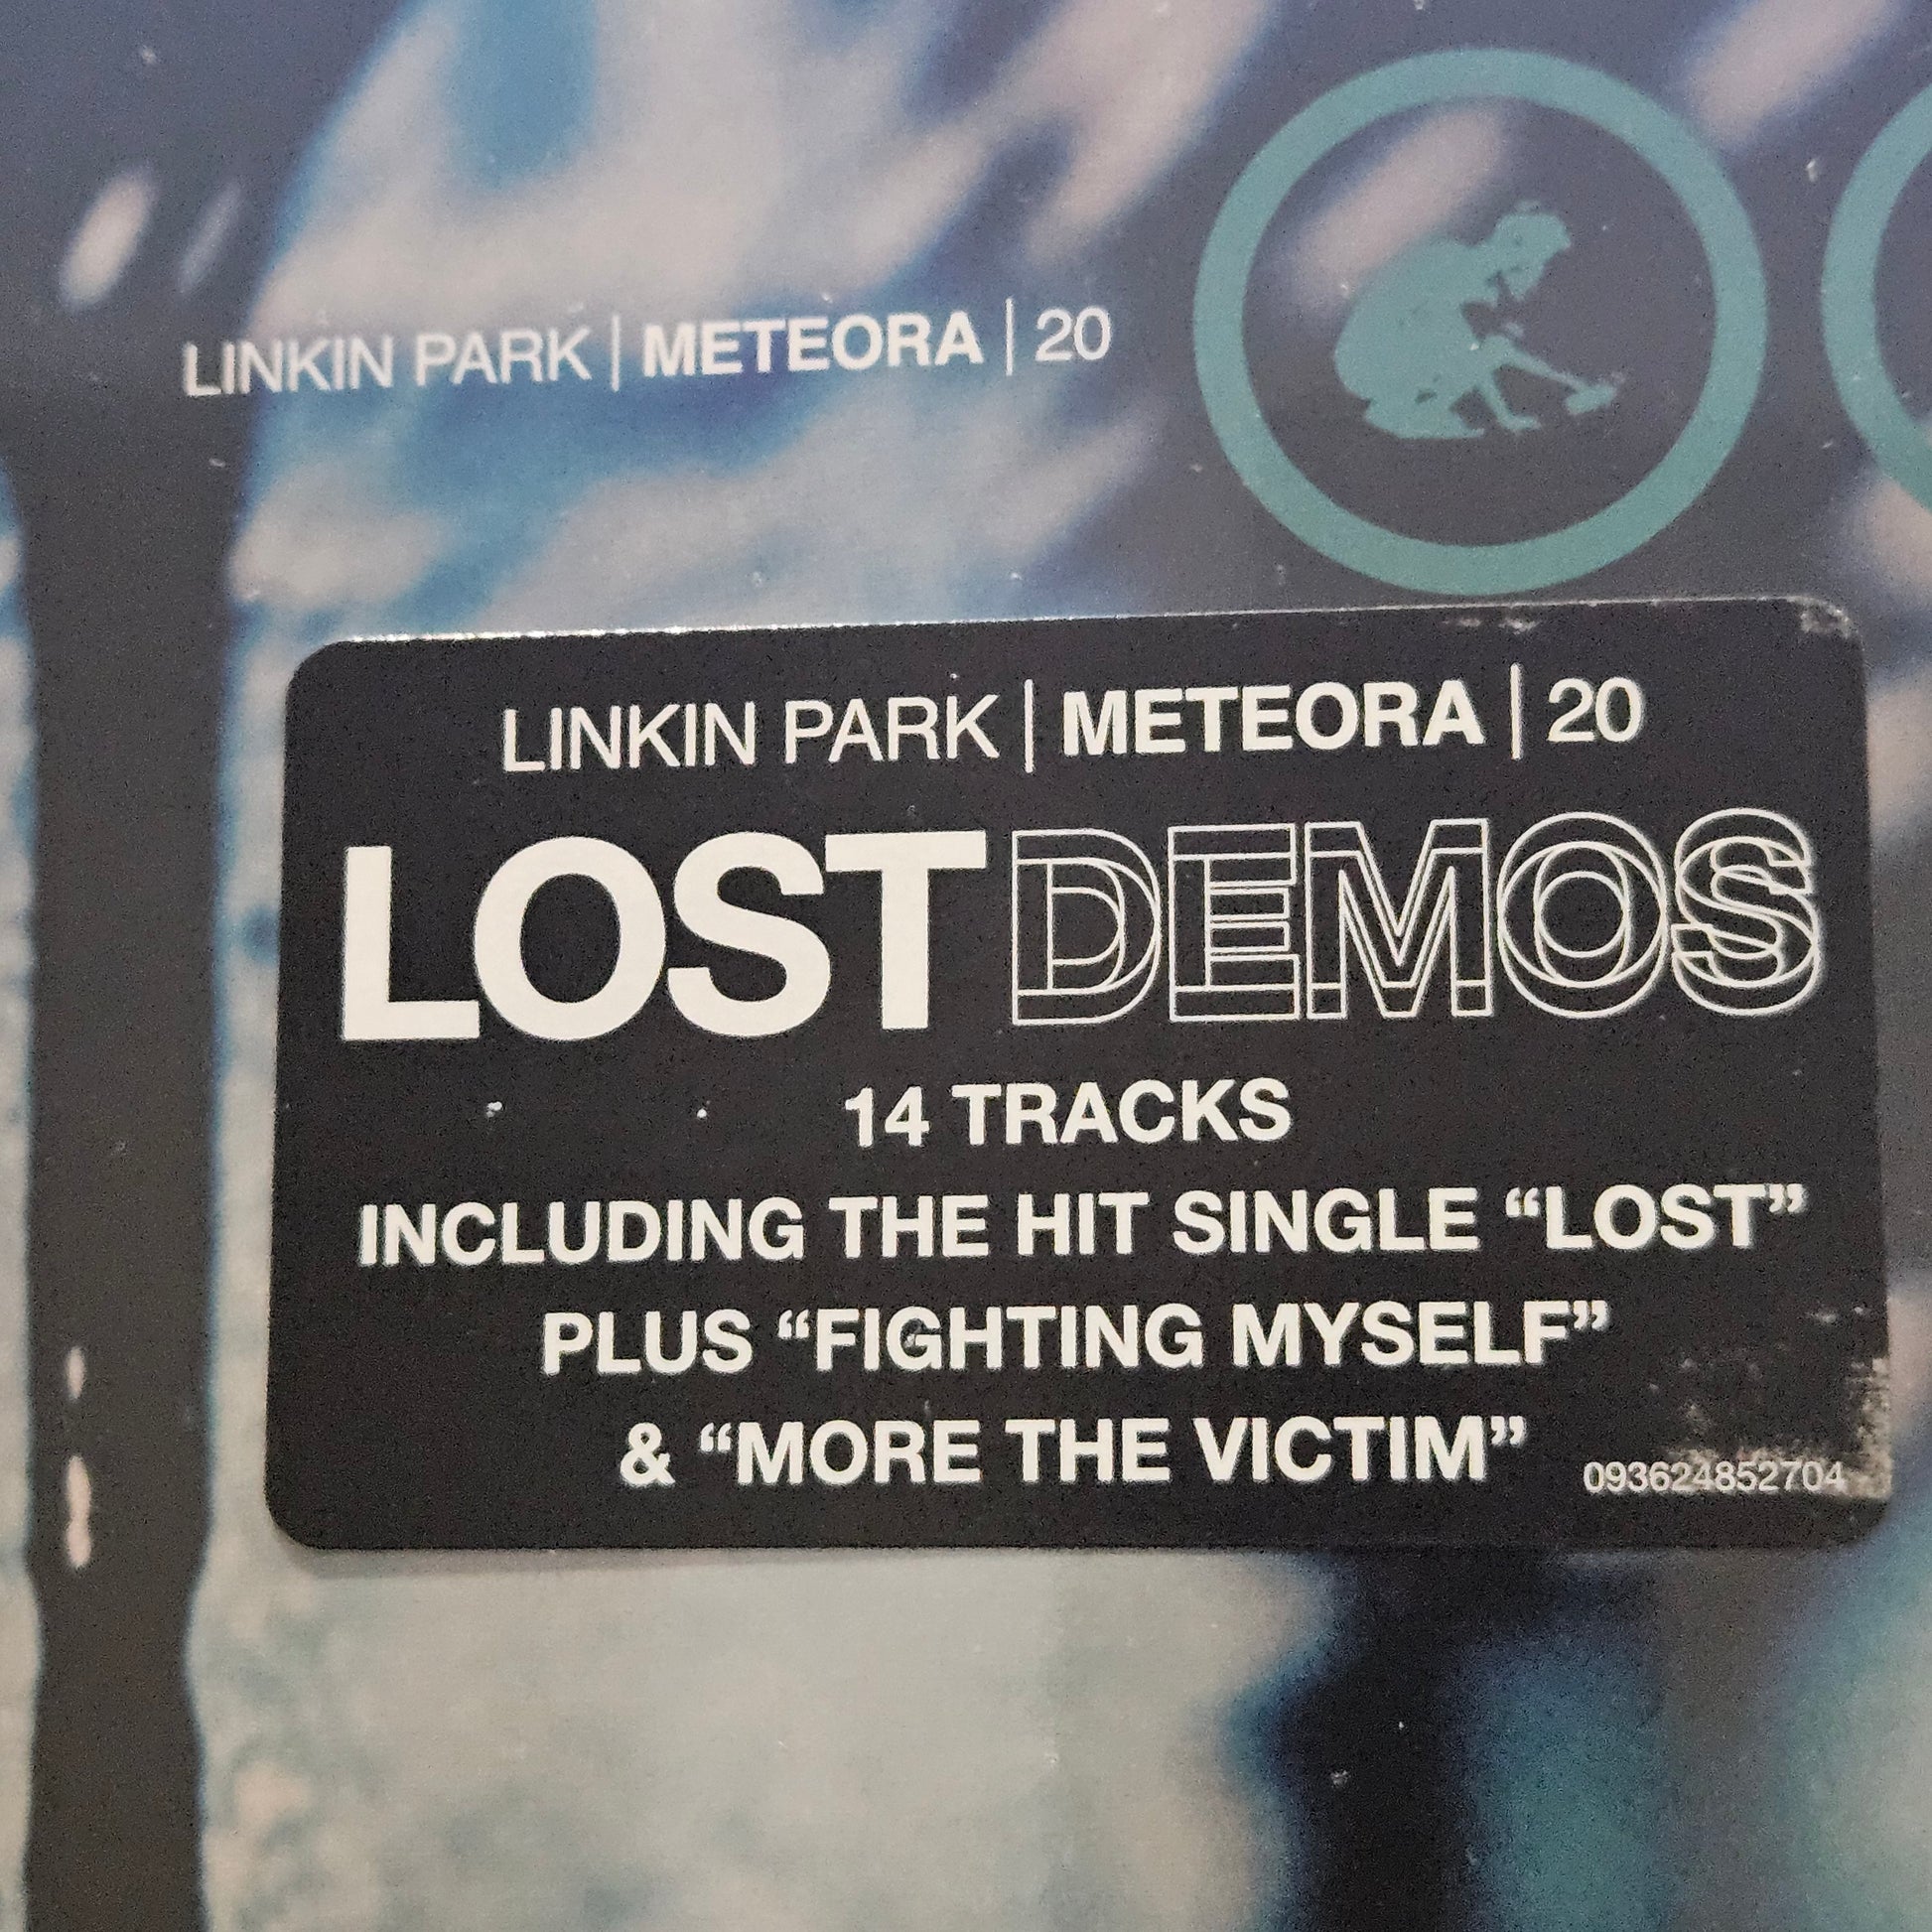 LINKIN PARK | METEORA | 20
LINKIN PARK | METEORA | 20
LOST DEMOS
14 TRACKS
INCLUDING THE HIT SINGLE “LOST”
PLUS “FIGHTING MYSELF”
& “MORE THE VICTIM”
093624852704